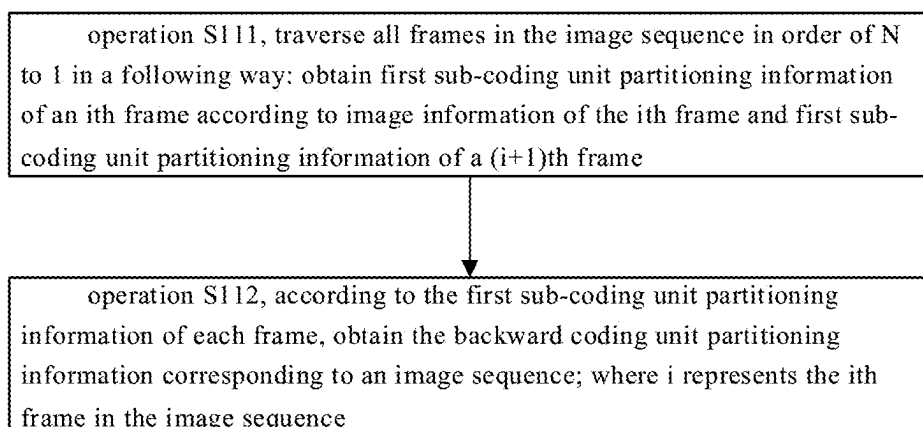 operation S111, traverse all frames in the image sequence in order of N
to 1 in a following way: obtain first sub-coding unit partitioning information
of an ith frame according to image information of the ith frame and first sub-
coding unit partitioning information of a (i+1)th frame
operation S112, according to the first sub-coding unit partitioning
information of each frame, obtain the backward coding unit partitioning
information corresponding to an image sequence; where i represents the ith
frame in the image sequence